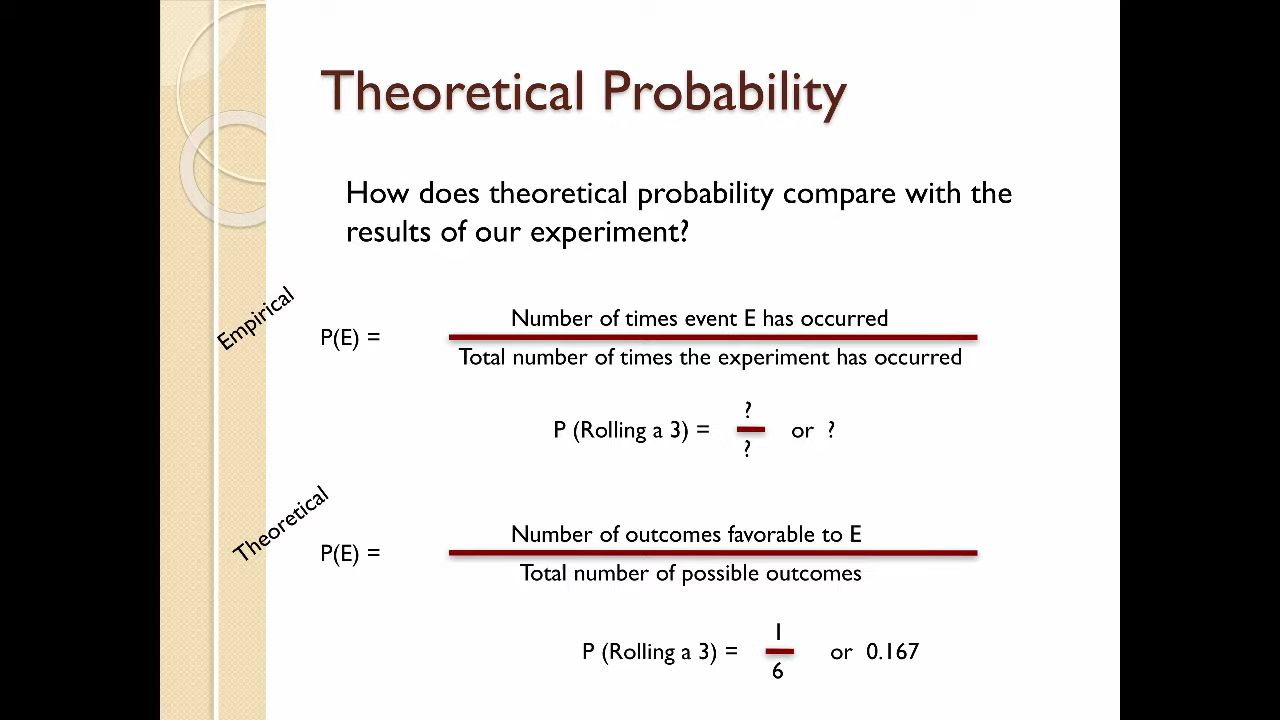 Theoretical Probability
How does theoretical probability compare with the
results of our experiment?
Empirical
P(E) =
Number of times event E has occurred
Total number of times the experiment has occurred
P (Rolling a 3) =
?
?
or ?
Theoretical
P(E) =
Number of outcomes favorable to E
Total number of possible outcomes
P (Rolling a 3) =
1
6
or 0.167